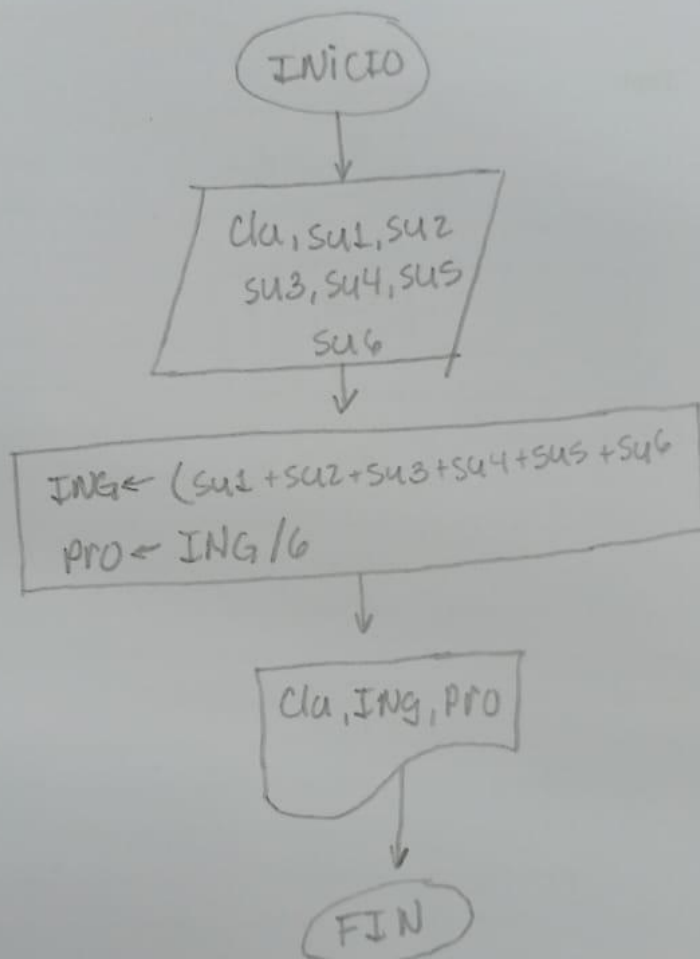 INiCIO
Cla, Su1, Su2
Su3, Su4, Su5
Su6
ING← (Su1 +Su2+Su3+Su4+Su5 +Su6
Pro← ING/6
Cla, INg, Pro
FIN